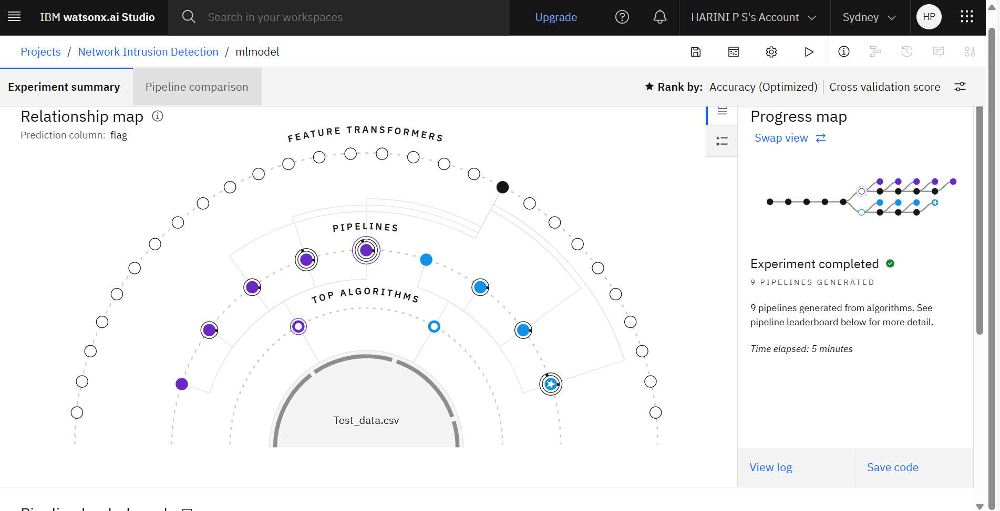 IBM watsonx.ai Studio
Search in your workspaces
Upgrade
HARINI P S's Account
Sydney
HP
Projects / Network Intrusion Detection / mlmodel
Experiment summary
Pipeline comparison
Rank by: Accuracy (Optimized) | Cross validation score
Relationship map
Prediction column: flag
FEATURE TRANSFORMERS
PIPELINES
TOP ALGORITHMS
Test_data.csv
Progress map
Swap view
Experiment completed
9 PIPELINES GENERATED
9 pipelines generated from algorithms. See
pipeline leaderboard below for more detail.
Time elapsed: 5 minutes
View log
Save code